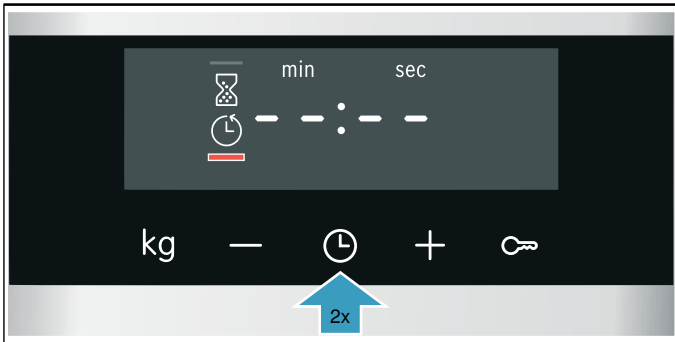 min sec
--:--
kg − +
2x